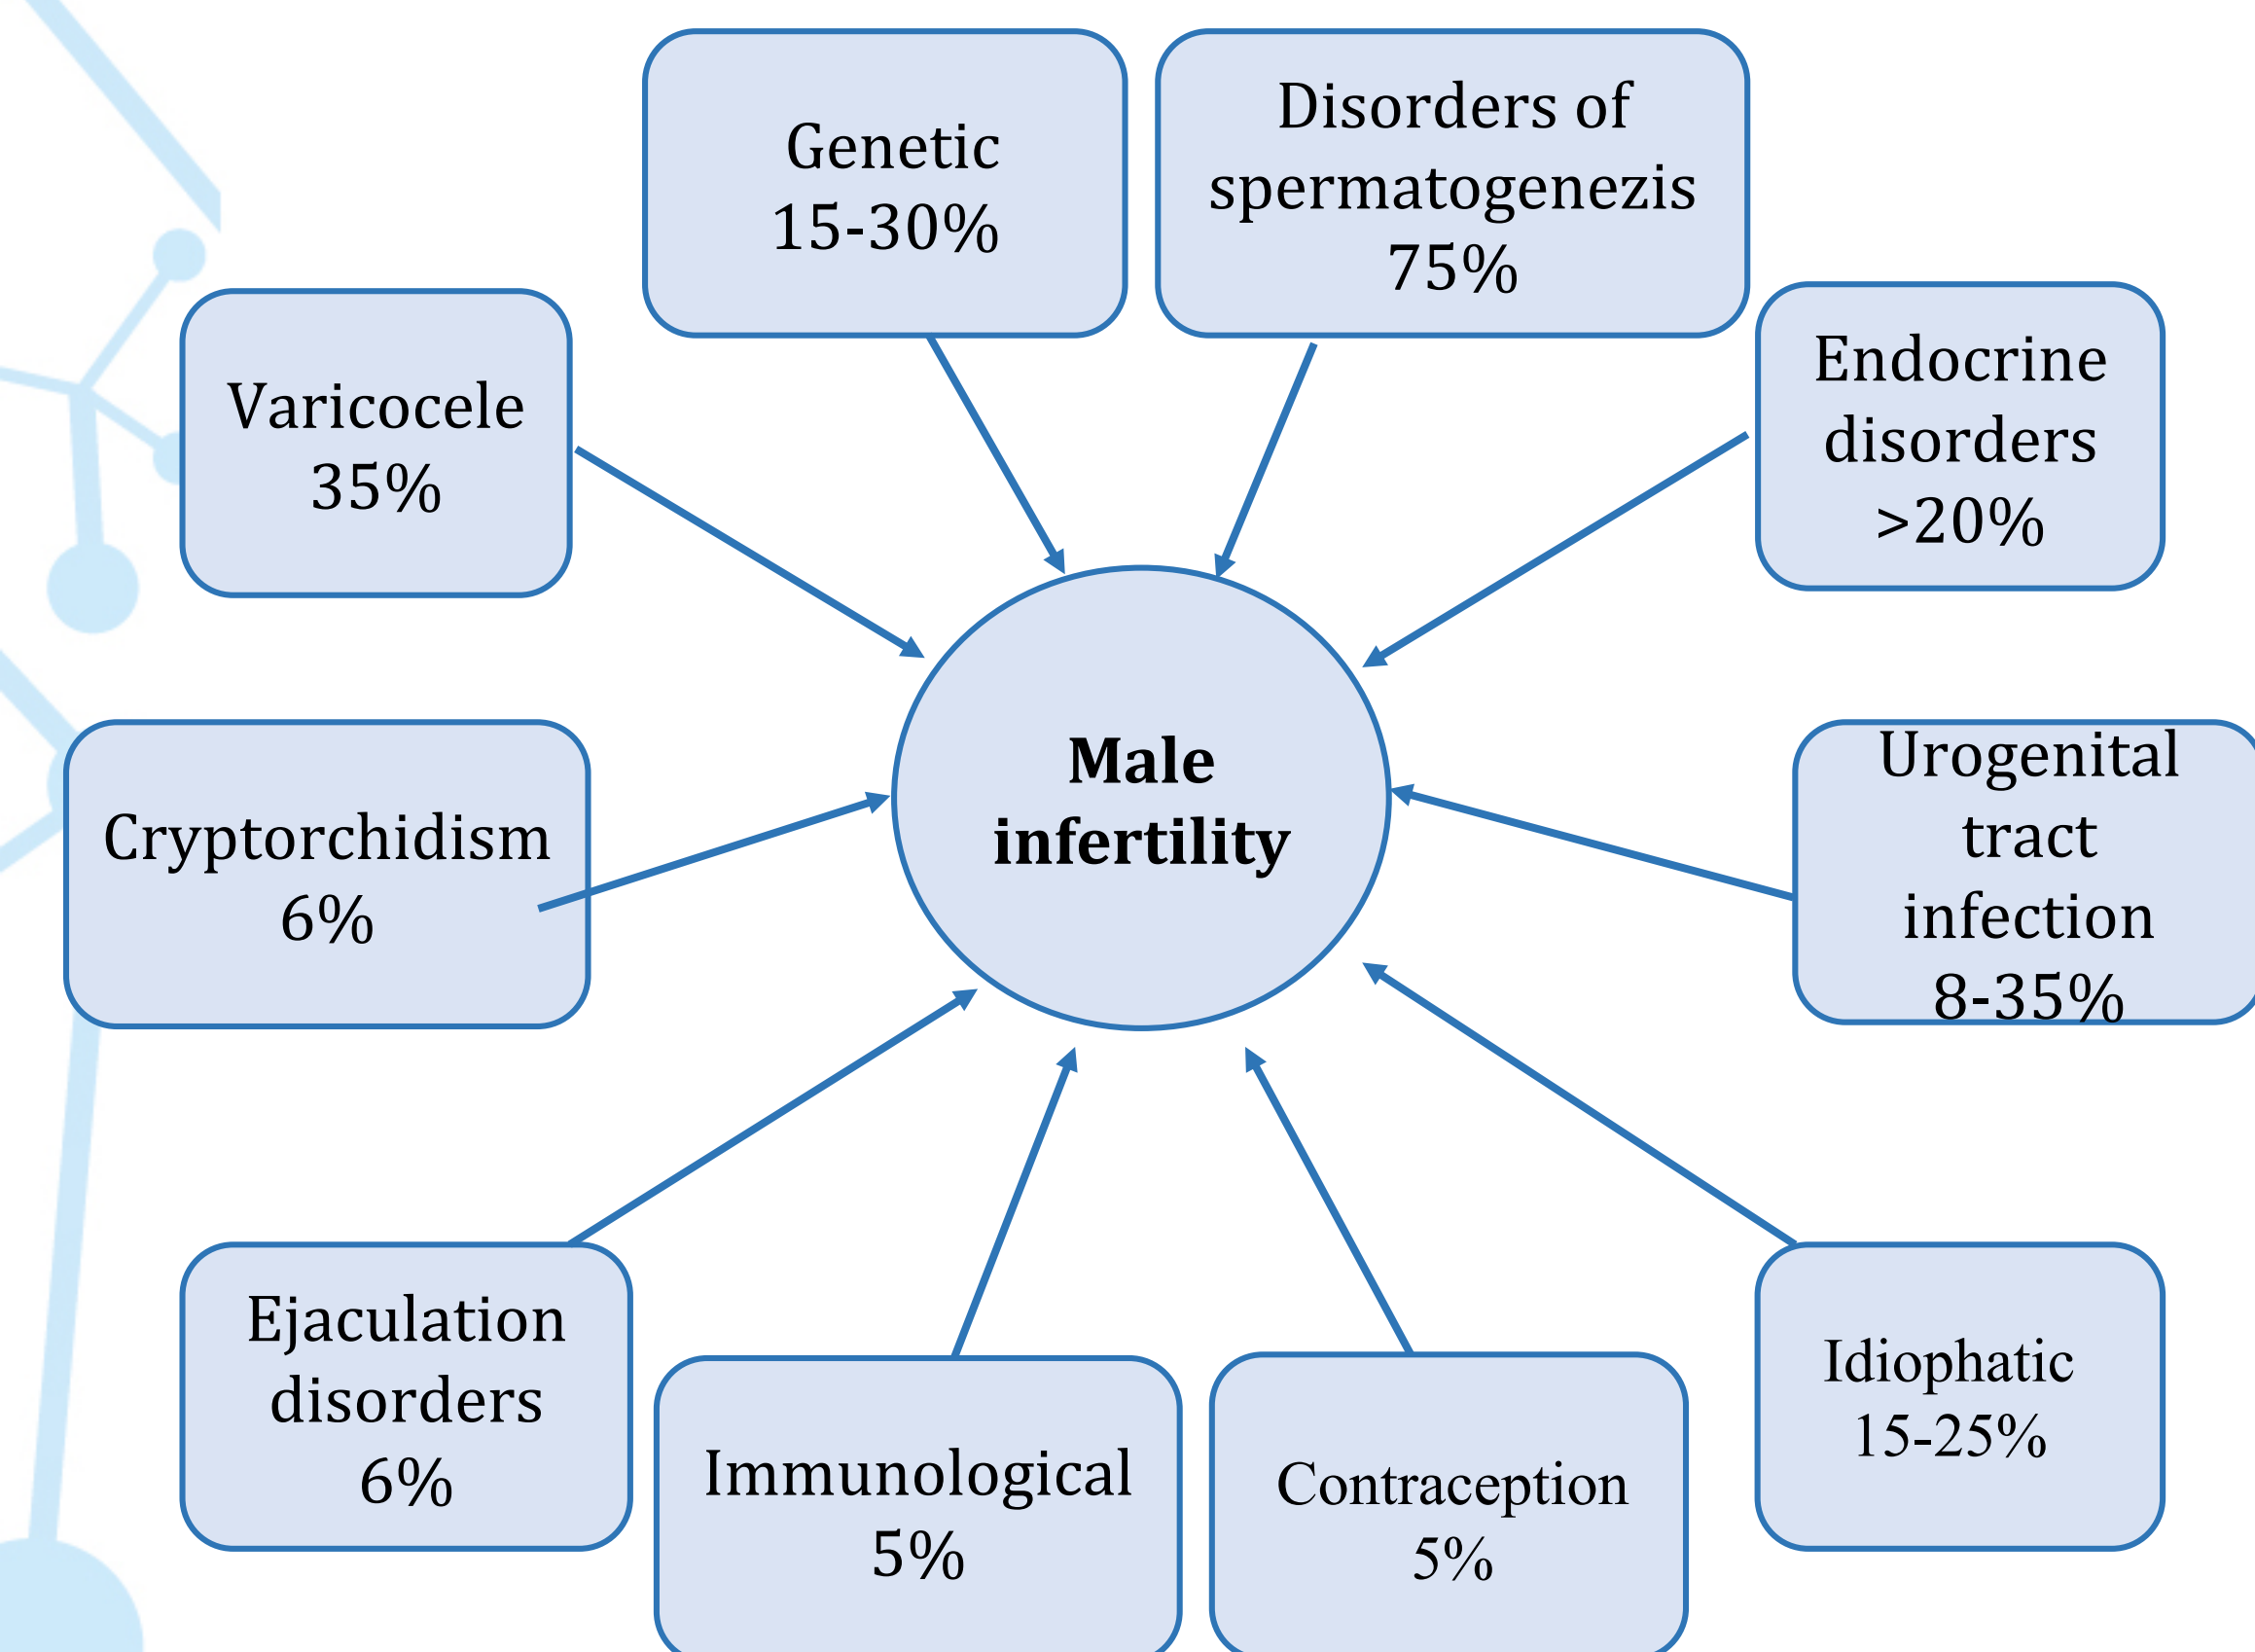 Genetic
15-30%
Disorders of
spermatogenezis
75%
Varicocele
35%
Endocrine
disorders
>20%
Male
infertility
Cryptorchidism
6%
Urogenital
tract
infection
8-35%
Ejaculation
disorders
6%
Immunological
5%
Contraception
5%
Idiophatic
15-25%